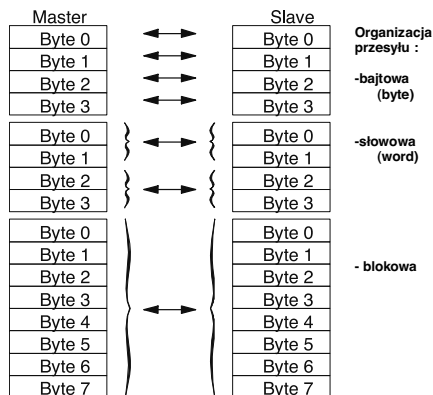 Master Slave
Organizacja
przesyłu :
Byte 0 Byte 0
Byte 1 Byte 1
Byte 2 Byte 2
Byte 3 Byte 3
-bajtowa
(byte)
Byte 0 Byte 0
Byte 1 Byte 1
Byte 2 Byte 2
Byte 3 Byte 3
-słowowa
(word)
Byte 0 Byte 0
Byte 1 Byte 1
Byte 2 Byte 2
Byte 3 Byte 3
Byte 4 Byte 4
Byte 5 Byte 5
Byte 6 Byte 6
Byte 7 Byte 7
- blokowa